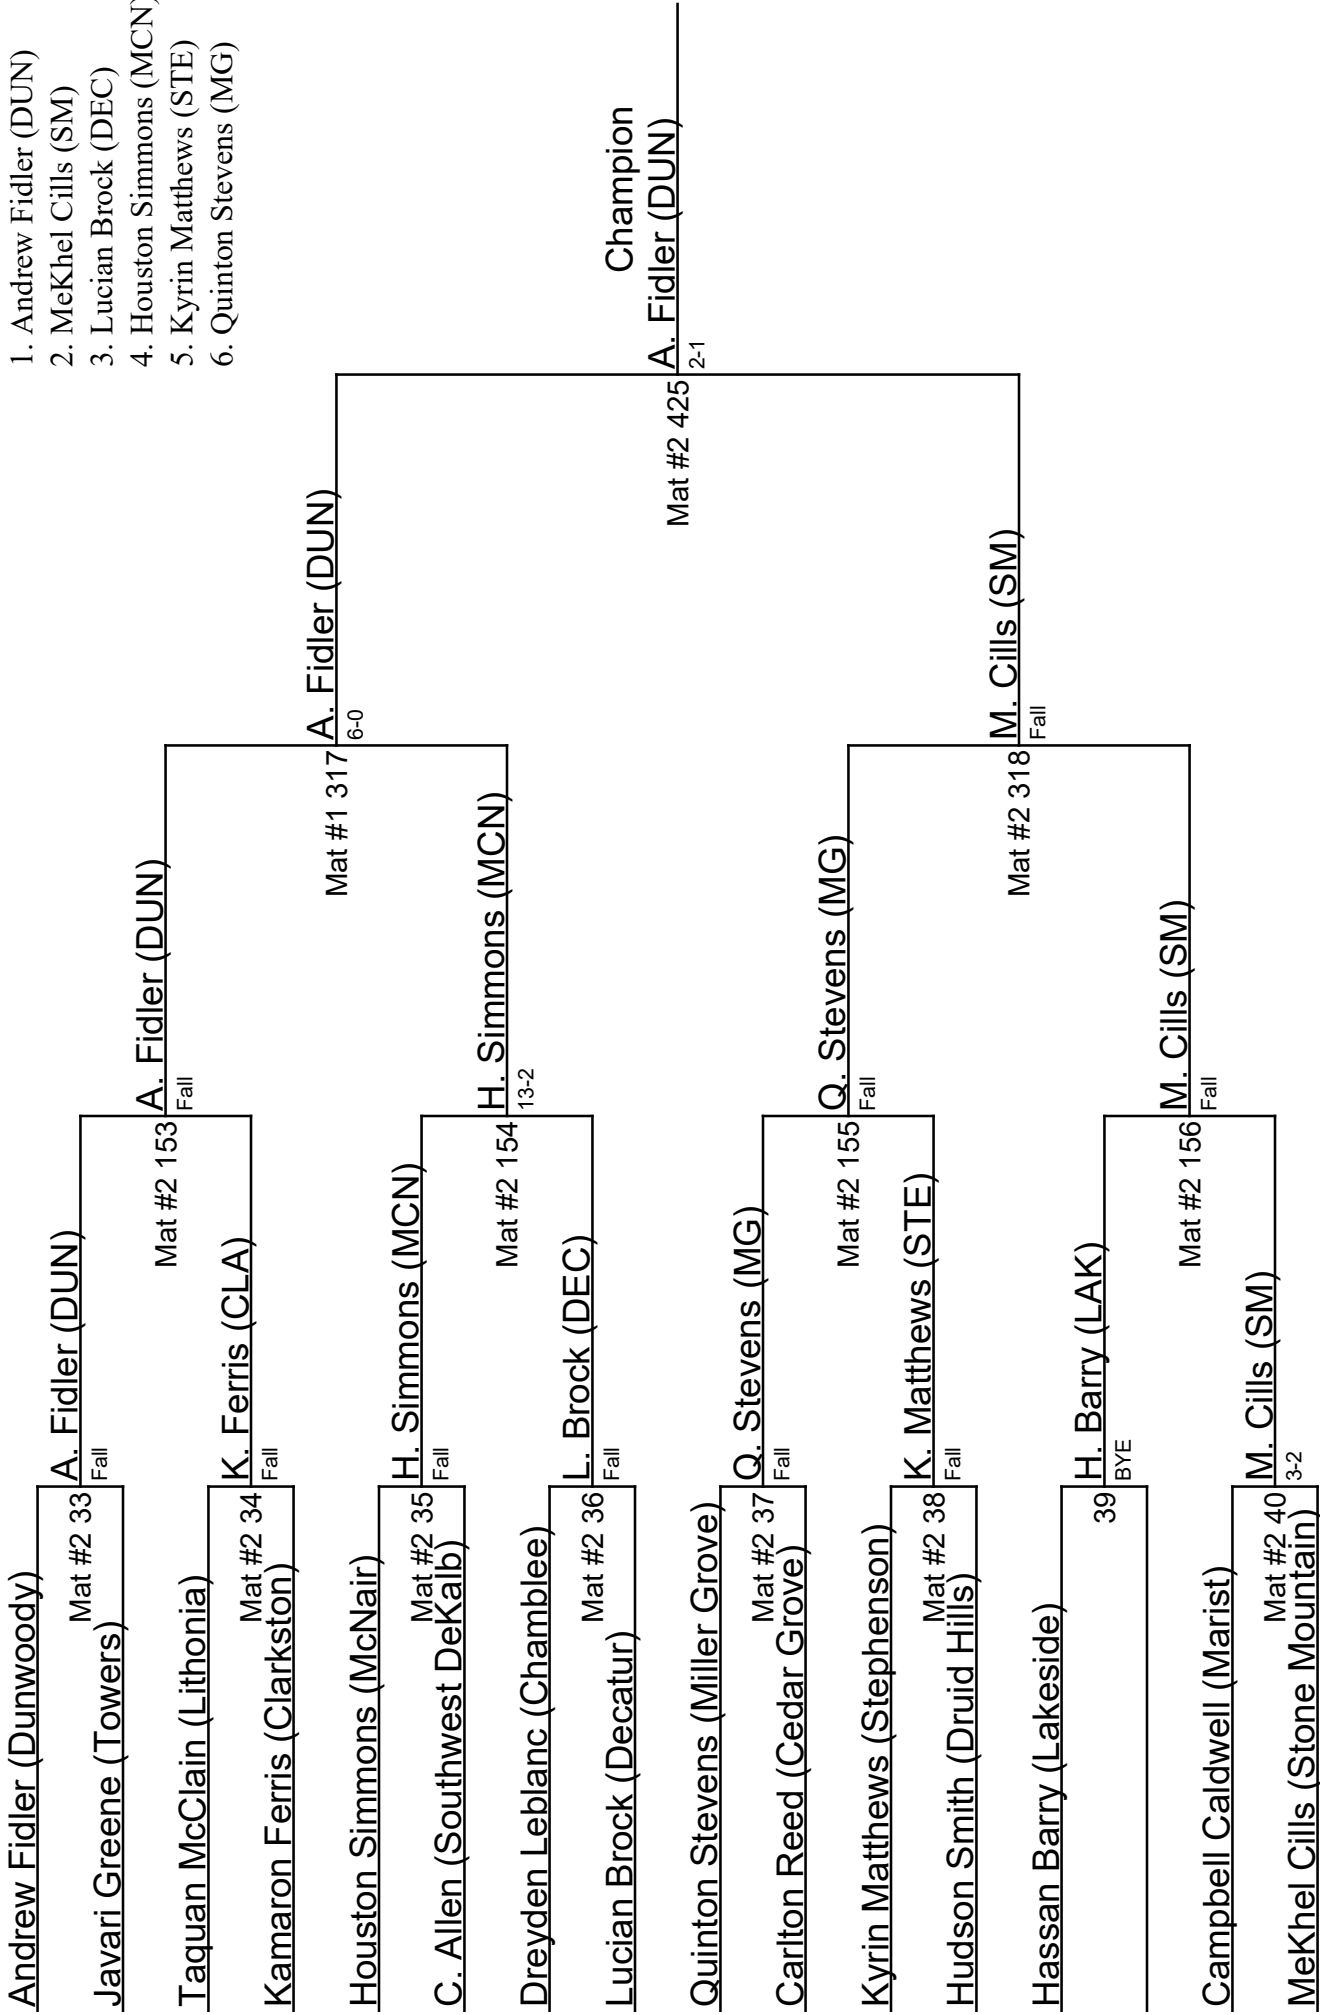 1. Andrew Fidler (DUN)
2. MeKhel Cills (SM)
3. Lucian Brock (DEC)
4. Houston Simmons (MCN)
5. Kyrin Matthews (STE)
6. Quinton Stevens (MG)
Andrew Fidler (Dunwoody)
Mat #2 33
Javari Greene (Towers)
Taquan McClain (Lithonia)
Mat #2 34
Kamaron Ferris (Clarkston)
Houston Simmons (McNair)
Mat #2 35
C. Allen (Southwest DeKalb)
Dreyden Leblanc (Chamblee)
Mat #2 36
Lucian Brock (Decatur)
Quinton Stevens (Miller Grove)
Mat #2 37
Carlton Reed (Cedar Grove)
Kyrin Matthews (Stephenson)
Mat #2 38
Hudson Smith (Druid Hills)
Hassan Barry (Lakeside)
39
Campbell Caldwell (Marist)
Mat #2 40
MeKhel Cills (Stone Mountain)
A. Fidler (DUN)
Fall
Mat #2 153
K. Ferris (CLA)
Fall
H. Simmons (MCN)
Fall
Mat #2 154
L. Brock (DEC)
Fall
Q. Stevens (MG)
Fall
Mat #2 155
K. Matthews (STE)
Fall
H. Barry (LAK)
BYE
Mat #2 156
M. Cills (SM)
3-2
A. Fidler (DUN)
Fall
Mat #1 317
H. Simmons (MCN)
13-2
Q. Stevens (MG)
Fall
Mat #2 318
M. Cills (SM)
Fall
A. Fidler (DUN)
6-0
Mat #2 425
M. Cills (SM)
Fall
Champion
A. Fidler (DUN)
2-1